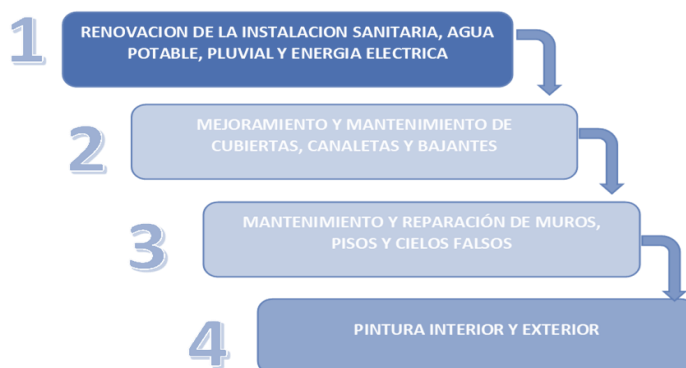 1
RENOVACION DE LA INSTALACION SANITARIA, AGUA
POTABLE, PLUVIAL Y ENERGIA ELECTRICA
2
MEJORAMIENTO Y MANTENIMIENTO DE
CUBIERTAS, CANALETAS Y BAJANTES
3
MANTENIMIENTO Y REPARACIÓN DE MUROS,
PISOS Y CIELOS FALSOS
4
PINTURA INTERIOR Y EXTERIOR